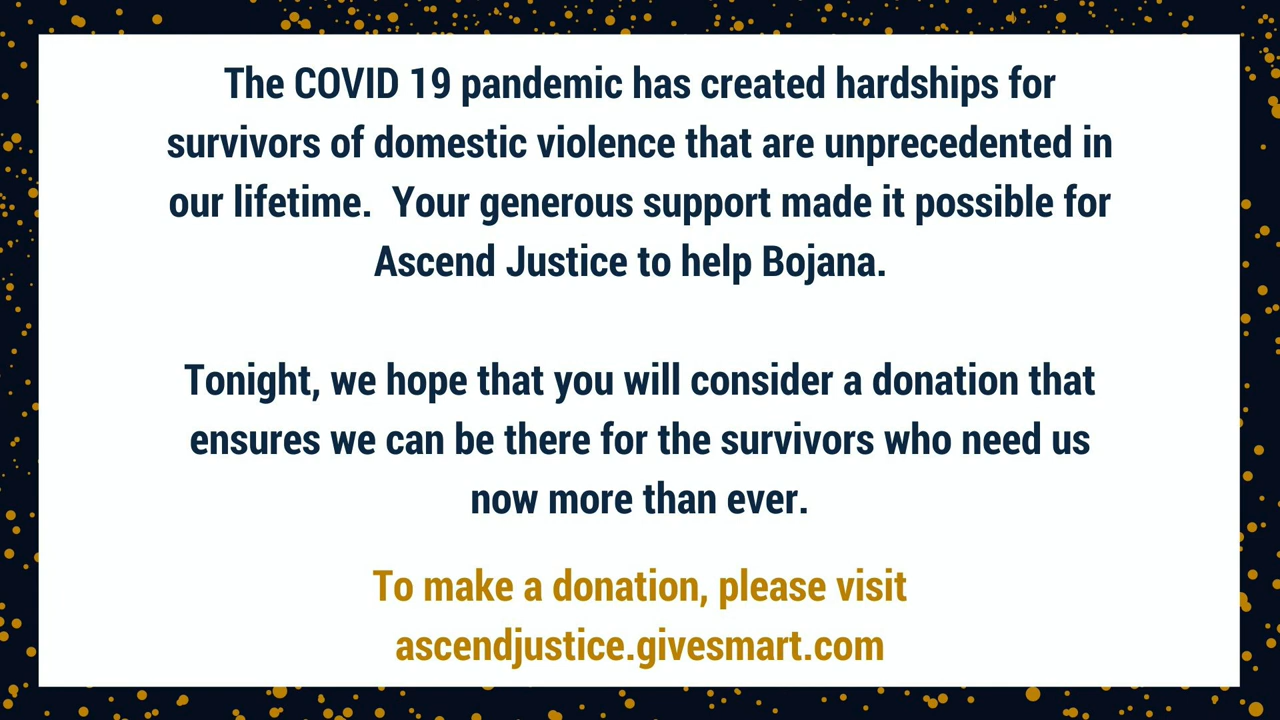 The COVID 19 pandemic has created hardships for
survivors of domestic violence that are unprecedented in
our lifetime.  Your generous support made it possible for
Ascend Justice to help Bojana.
Tonight, we hope that you will consider a donation that
ensures we can be there for the survivors who need us
now more than ever.
To make a donation, please visit
ascendjustice.givesmart.com